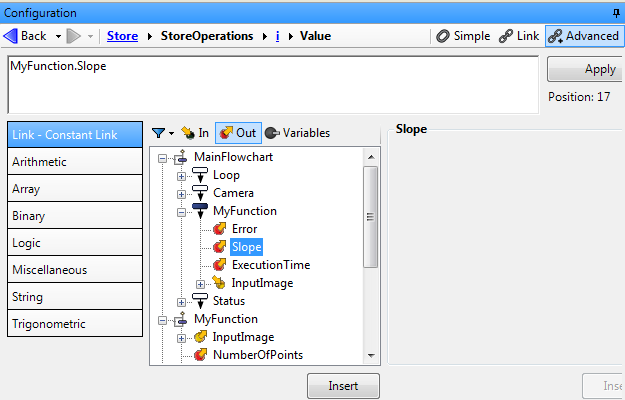 Configuration
Back Store StoreOperations i Value Simple Link Advanced
MyFunction.Slope
Apply
Position: 17
Link - Constant Link
Arithmetic
Array
Binary
Logic
Miscellaneous
String
Trigonometric
In Out Variables
MainFlowchart
Loop
Camera
MyFunction
Error
Slope
ExecutionTime
InputImage
Status
MyFunction
InputImage
NumberOfPoints
Insert
Slope
Inse